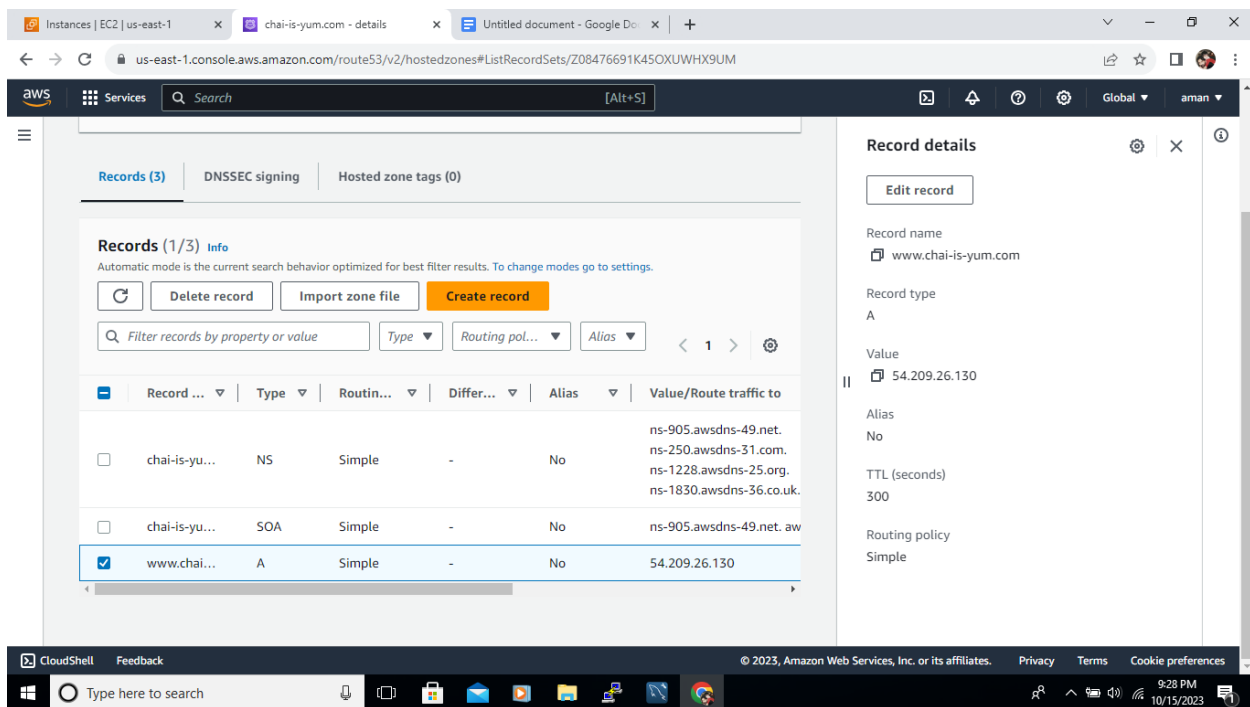 Instances | EC2 | us-east-1
chai-is-yum.com - details
Untitled document - Google Do
us-east-1.console.aws.amazon.com/route53/v2/hostedzones#ListRecordSets/Z08476691K45OXUWHX9UM
aws
Services
Search
[Alt+S]
Global
aman
Records (3)
DNSSEC signing
Hosted zone tags (0)
Records (1/3) Info
Automatic mode is the current search behavior optimized for best filter results. To change modes go to settings.
Delete record
Import zone file
Create record
Filter records by property or value
Type
Routing pol...
Alias
1
Record ... Type Routin... Differ... Alias Value/Route traffic to
chai-is-yu... NS Simple - No ns-905.awsdns-49.net.
ns-250.awsdns-31.com.
ns-1228.awsdns-25.org.
ns-1830.awsdns-36.co.uk.
chai-is-yu... SOA Simple - No ns-905.awsdns-49.net. aw
www.chai... A Simple - No 54.209.26.130
Record details
Edit record
Record name
www.chai-is-yum.com
Record type
A
Value
54.209.26.130
Alias
No
TTL (seconds)
300
Routing policy
Simple
CloudShell
Feedback
© 2023, Amazon Web Services, Inc. or its affiliates.
Privacy
Terms
Cookie preferences
Type here to search
9:28 PM
10/15/2023
1